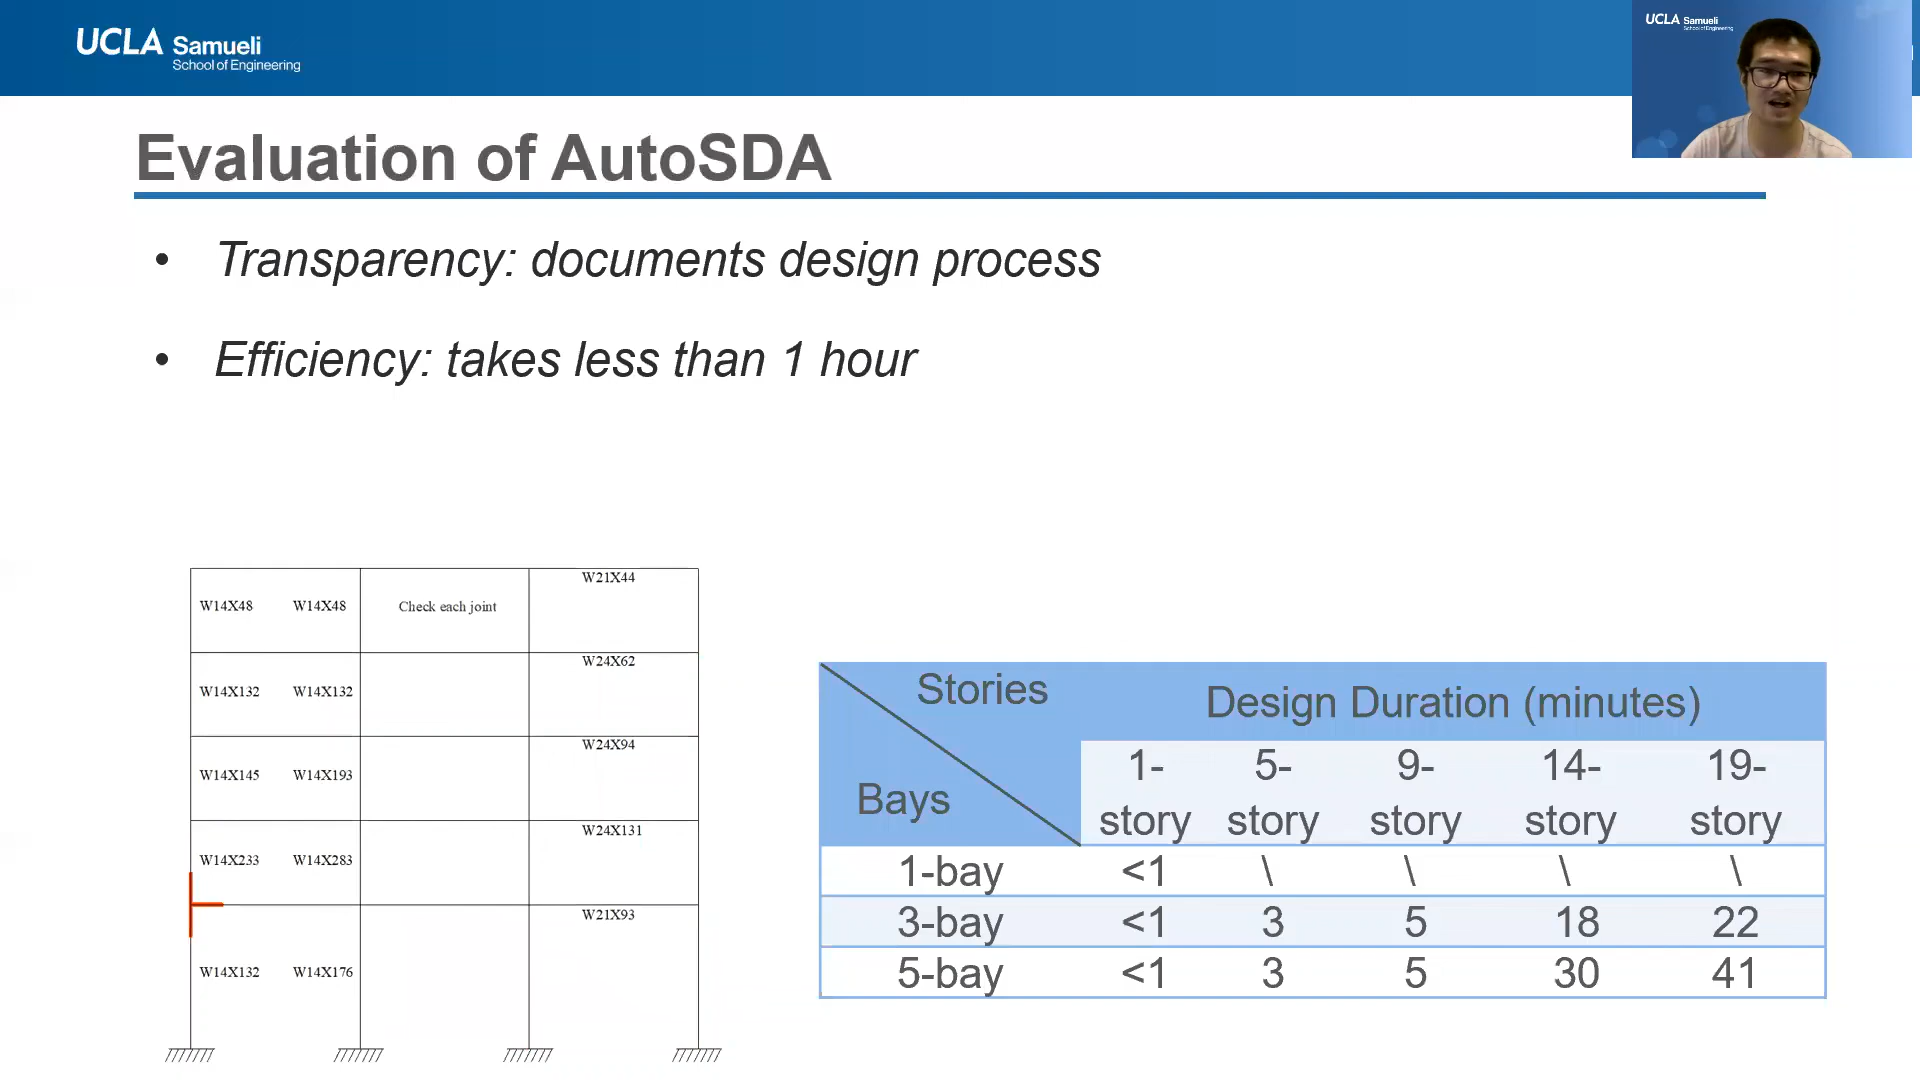 UCLA Samueli
School of Engineering
UCLA Samueli
School of Engineering
Evaluation of AutoSDA
• Transparency: documents design process
• Efficiency: takes less than 1 hour
W21X44
W14X48 W14X48 Check each joint
W24X62
W14X132 W14X132
W24X94
W14X145 W14X193
W24X131
W14X233 W14X283
W21X93
W14X132 W14X176
Stories Design Duration (minutes)
Bays 1-story 5-story 9-story 14-story 19-story
1-bay <1 \ \ \ \
3-bay <1 3 5 18 22
5-bay <1 3 5 30 41